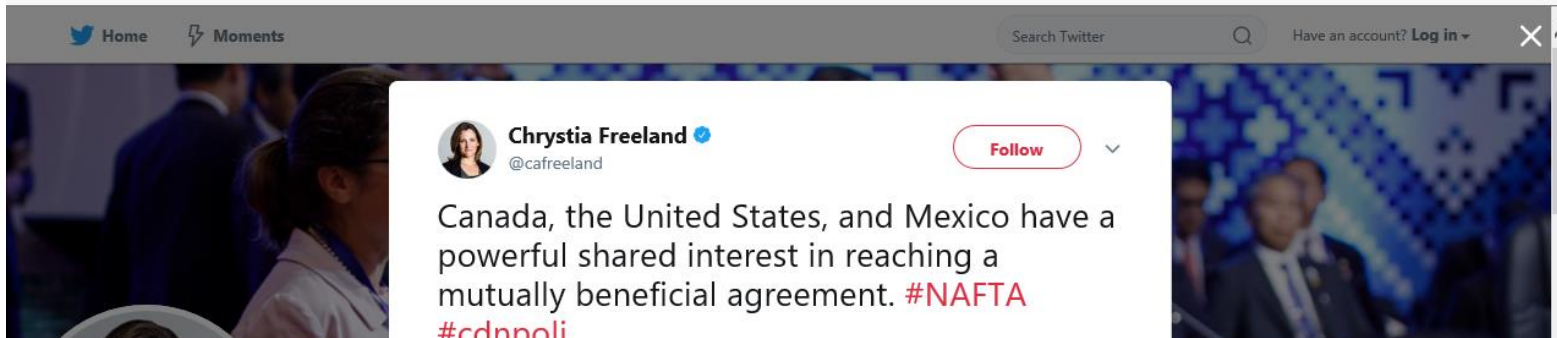 Home Moments Search Twitter Have an account? Log in
Chrystia Freeland
@cafreeland
Follow
Canada, the United States, and Mexico have a
powerful shared interest in reaching a
mutually beneficial agreement. #NAFTA
#cdnpoli